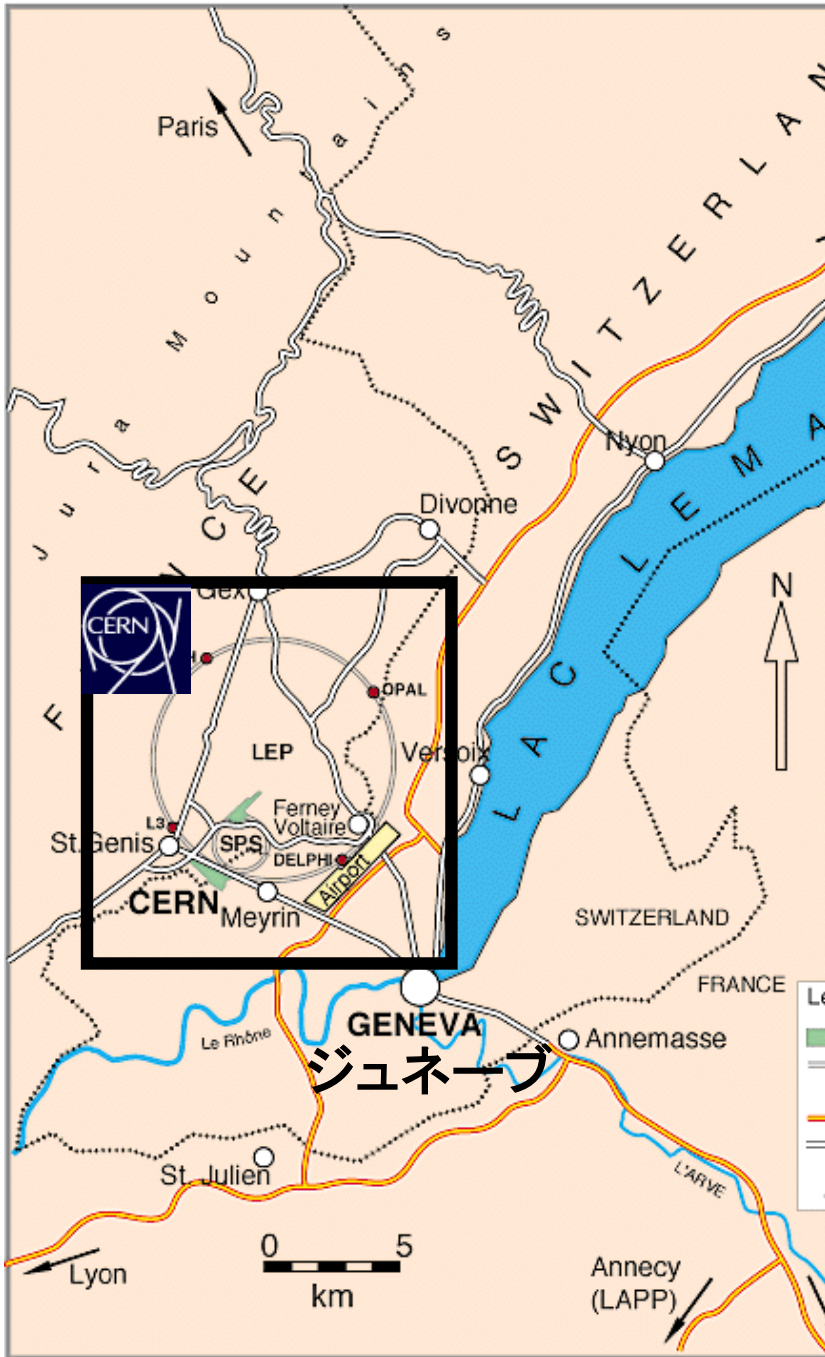 Paris
Jura Mountains
SWITZERLAN
Nyon
Divonne
FRANCE
LAC LEMA
Gex
CERN
N
OPAL
LEP
Versoix
L3
Ferney
Voltaire
St.Genis
SPS
DELPHI
Airport
CERN
Meyrin
SWITZERLAND
FRANCE
GENEVA
Le Rhône
ジュネーブ
Annemasse
St. Julien
L'ARVE
0 5
km
Lyon
Annecy
(LAPP)